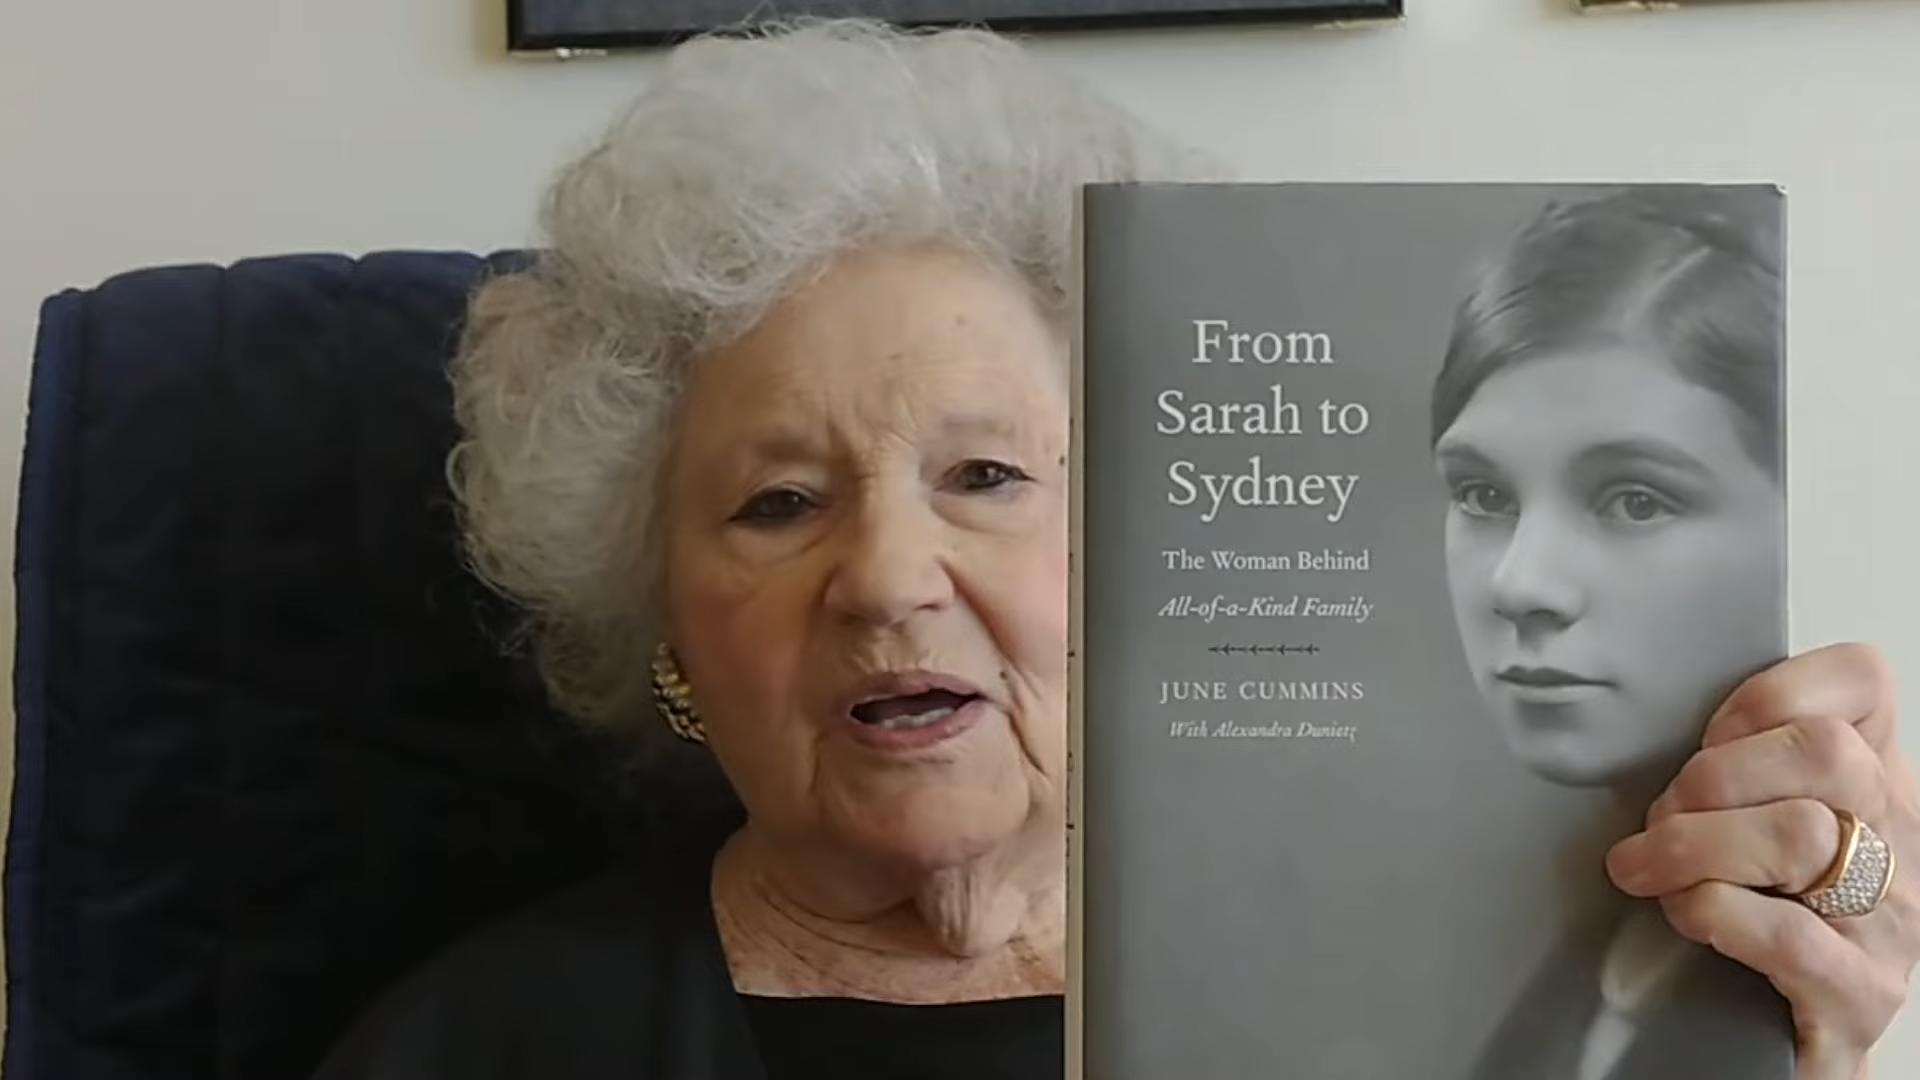 From
Sarah to
Sydney
The Woman Behind
All-of-a-Kind Family
JUNE CUMMINS
With Alexandra Dunietz